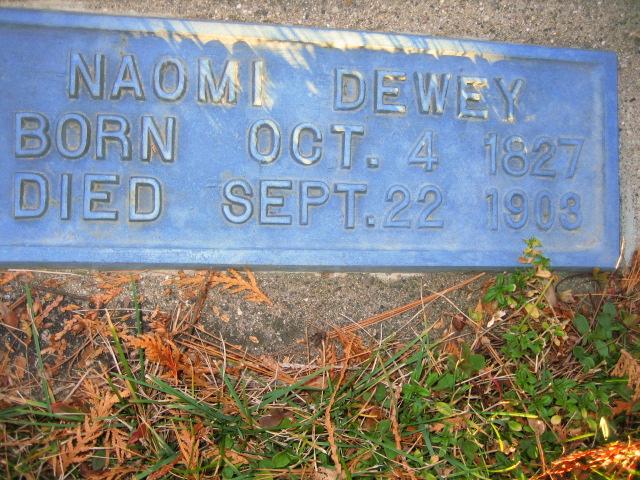 NAOMI DEWEY
BORN OCT. 4 1827
DIED SEPT. 22 1903